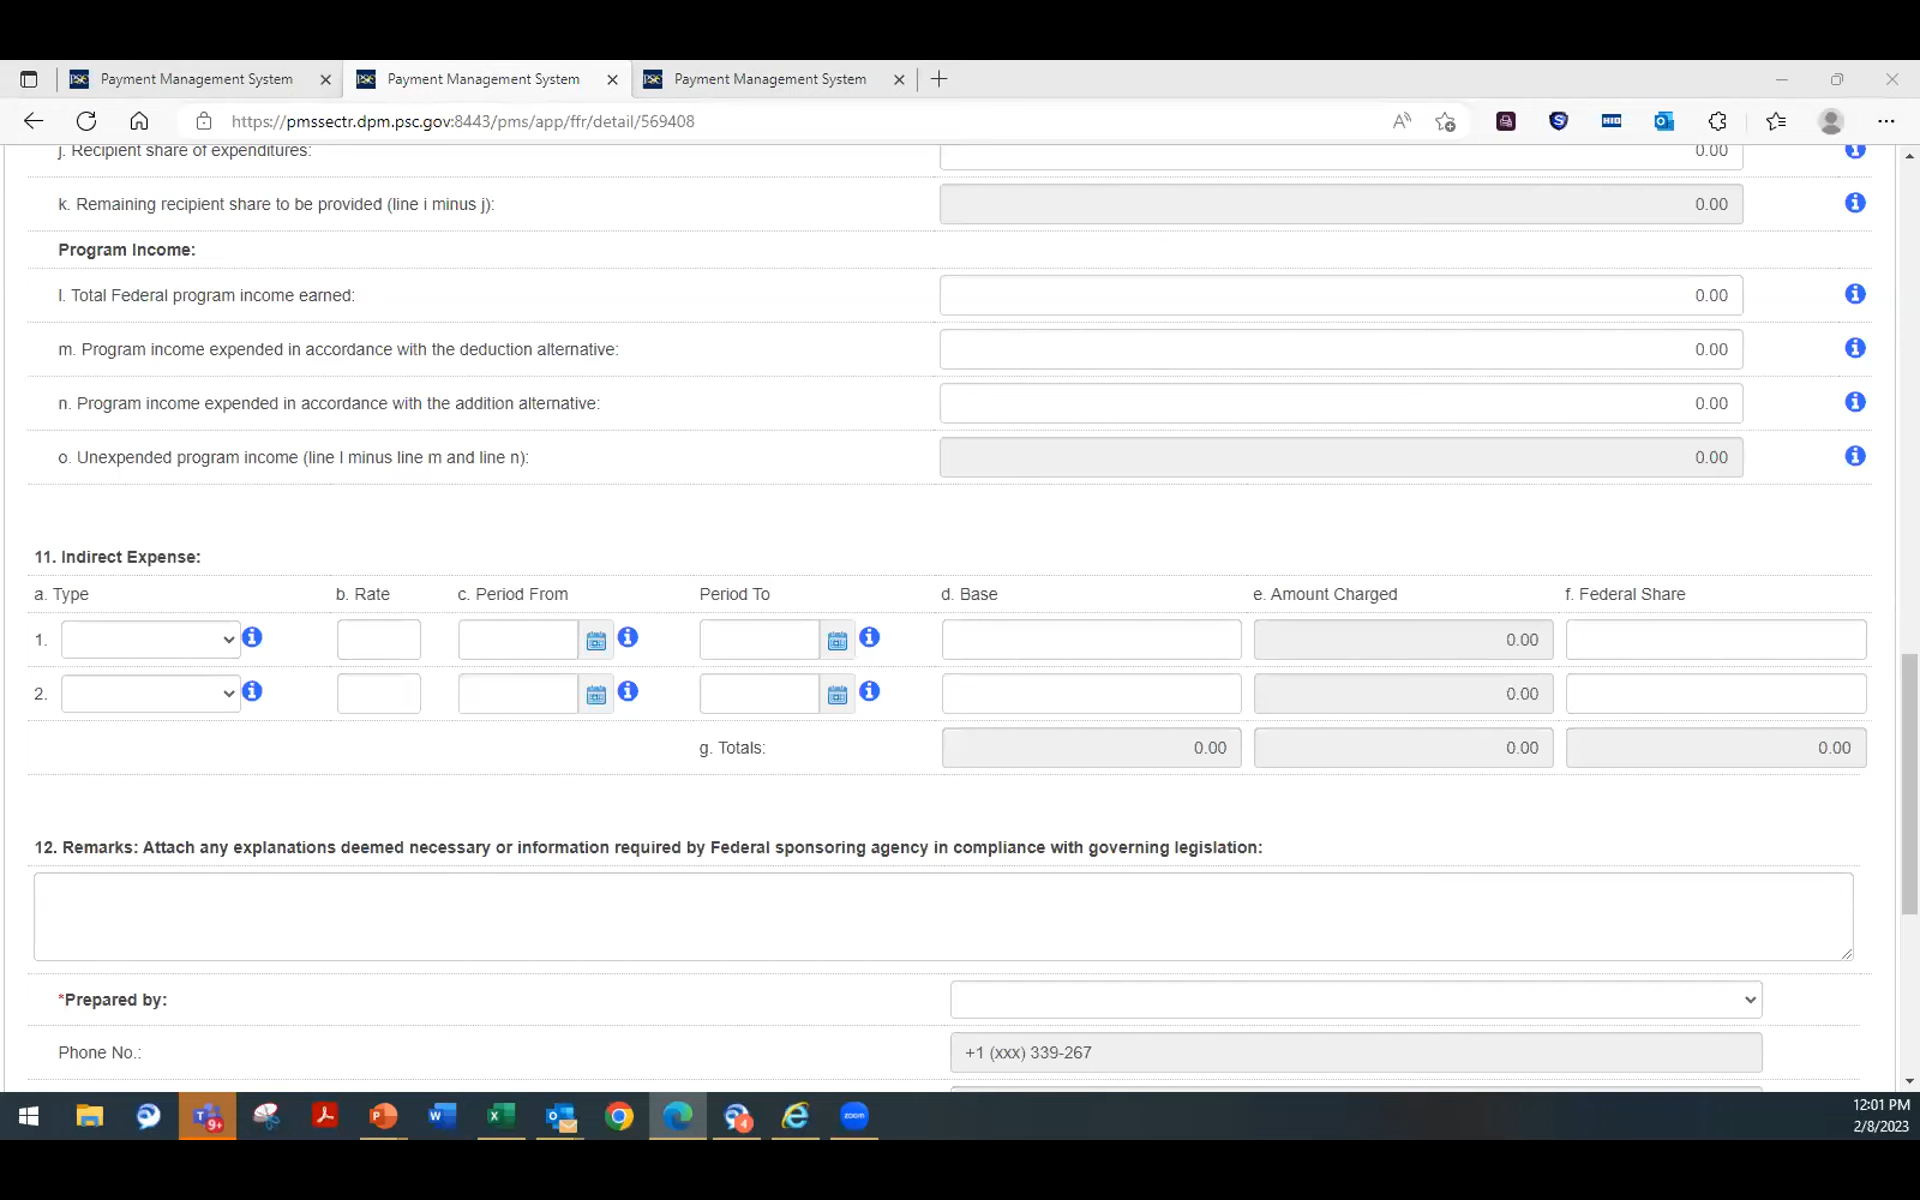 Payment Management System
Payment Management System
Payment Management System
https://pmssectr.dpm.psc.gov:8443/pms/app/ffr/detail/569408
j. Recipient share of expenditures: 0.00
k. Remaining recipient share to be provided (line i minus j): 0.00
Program Income:
l. Total Federal program income earned: 0.00
m. Program income expended in accordance with the deduction alternative: 0.00
n. Program income expended in accordance with the addition alternative: 0.00
o. Unexpended program income (line l minus line m and line n): 0.00
11. Indirect Expense:
a. Type b. Rate c. Period From Period To d. Base e. Amount Charged f. Federal Share
1. 0.00
2. 0.00
g. Totals: 0.00 0.00 0.00
12. Remarks: Attach any explanations deemed necessary or information required by Federal sponsoring agency in compliance with governing legislation:
*Prepared by:
Phone No.: +1 (xxx) 339-267
12:01 PM
2/8/2023